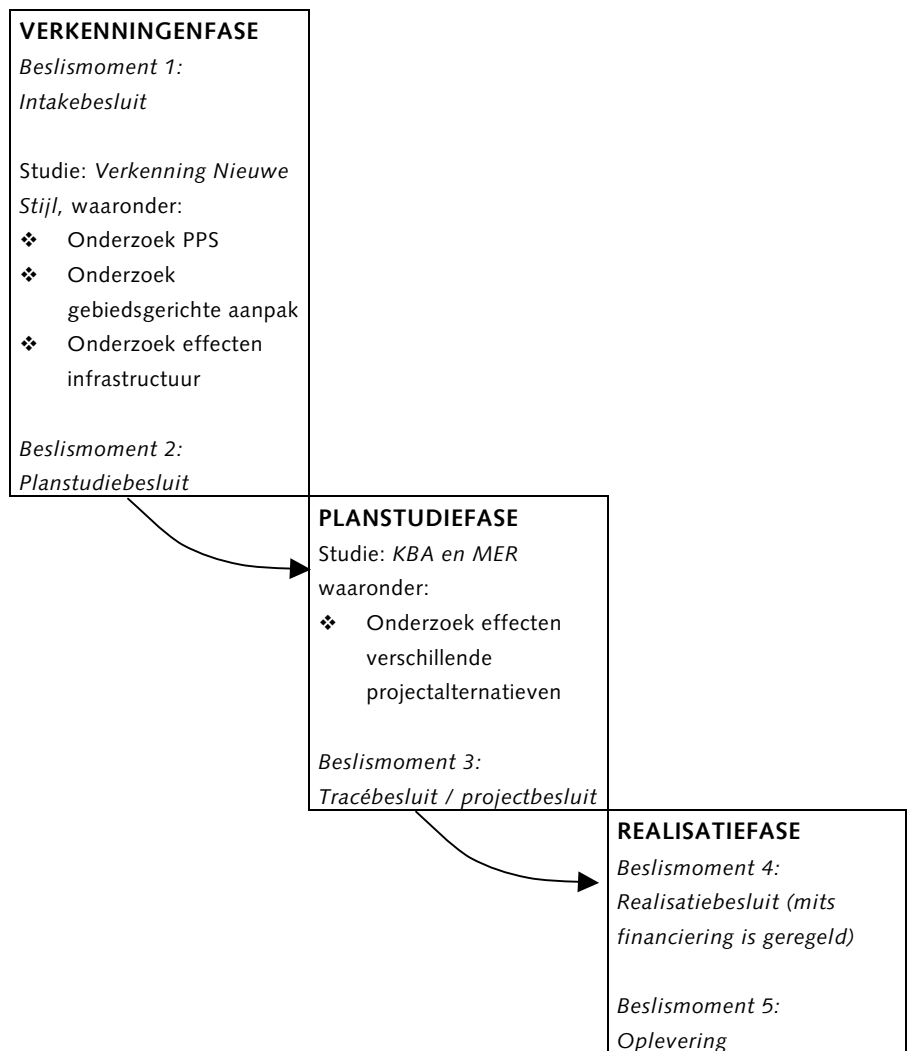 VERKENNINGENFASE
Beslismoment 1:
Intakebesluit
Studie: Verkenning Nieuwe
Stijl, waaronder:
❖ Onderzoek PPS
❖ Onderzoek
gebiedsgerichte aanpak
❖ Onderzoek effecten
infrastructuur
Beslismoment 2:
Planstudiebesluit
PLANSTUDIEFASE
Studie: KBA en MER
waaronder:
❖ Onderzoek effecten
verschillende
projectalternatieven
Beslismoment 3:
Tracébesluit / projectbesluit
REALISATIEFASE
Beslismoment 4:
Realisatiebesluit (mits
financiering is geregeld)
Beslismoment 5:
Oplevering